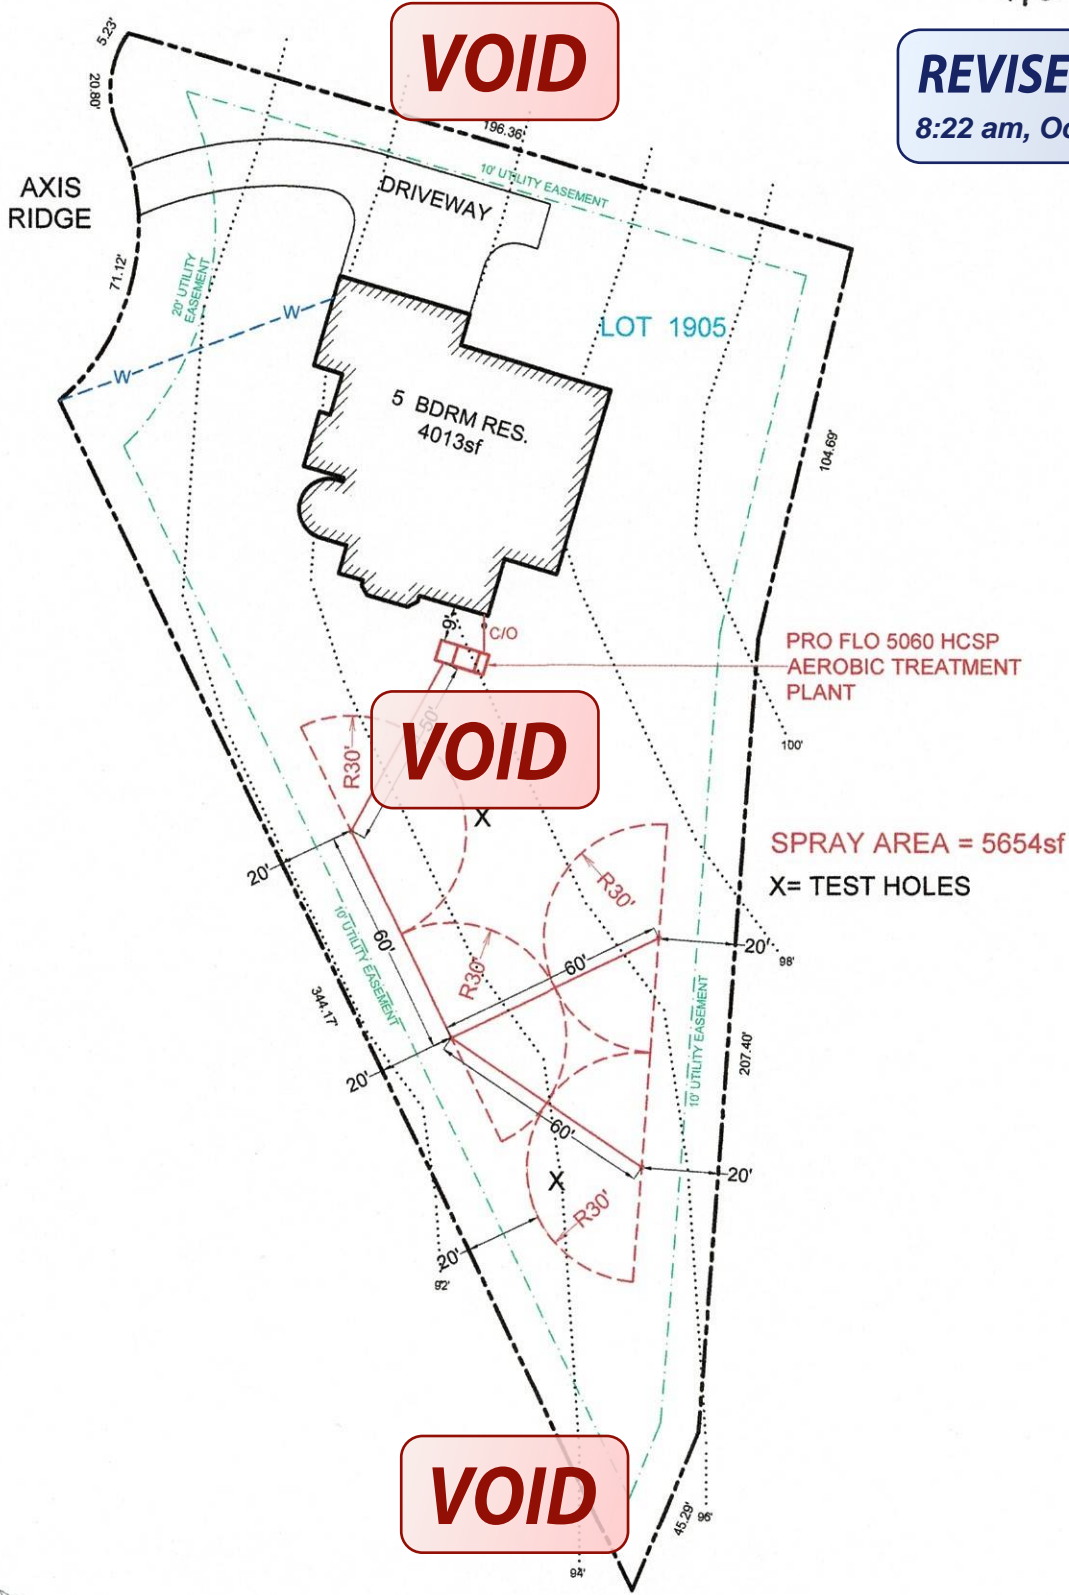 VOID
REVISE
8:22 am, Oc
5.23'
20.80'
196.36'
10' UTILITY EASEMENT
AXIS
RIDGE
DRIVEWAY
71.12'
20' UTILITY
EASEMENT
W
W
LOT 1905
5 BDRM RES.
4013sf
104.69'
9'
C/O
PRO FLO 5060 HCSP
AEROBIC TREATMENT
PLANT
50'
VOID
R30'
100'
X
SPRAY AREA = 5654sf
X= TEST HOLES
20'
R30'
10' UTILITY EASEMENT
60'
R30'
60'
20'
98'
344.17'
10' UTILITY EASEMENT
207.40'
20'
60'
20'
X
R30'
20'
92'
VOID
45.29'
96'
94'